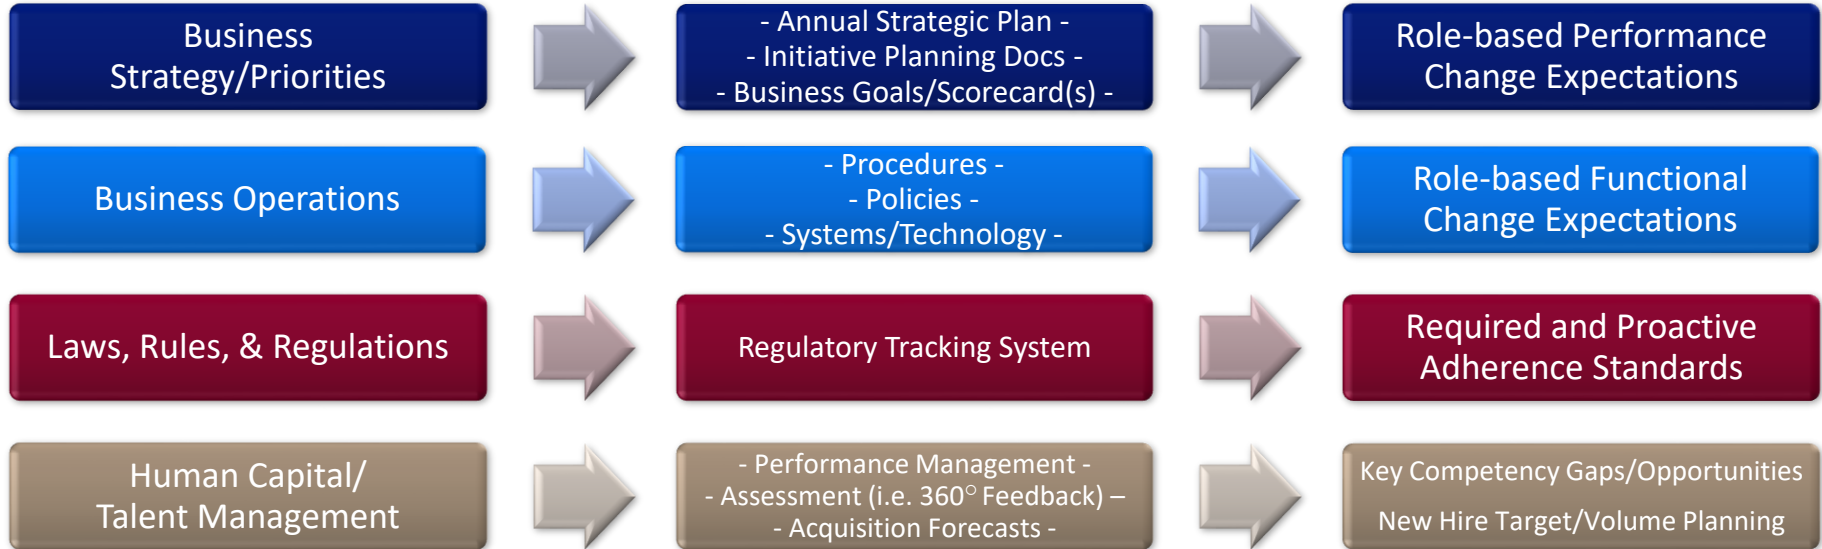 Business
Strategy/Priorities
- Annual Strategic Plan -
- Initiative Planning Docs -
- Business Goals/Scorecard(s) -
Role-based Performance
Change Expectations
Business Operations
- Procedures -
- Policies -
- Systems/Technology -
Role-based Functional
Change Expectations
Laws, Rules, & Regulations
Regulatory Tracking System
Required and Proactive
Adherence Standards
Human Capital/
Talent Management
- Performance Management -
- Assessment (i.e. 360° Feedback) –
- Acquisition Forecasts -
Key Competency Gaps/Opportunities
New Hire Target/Volume Planning